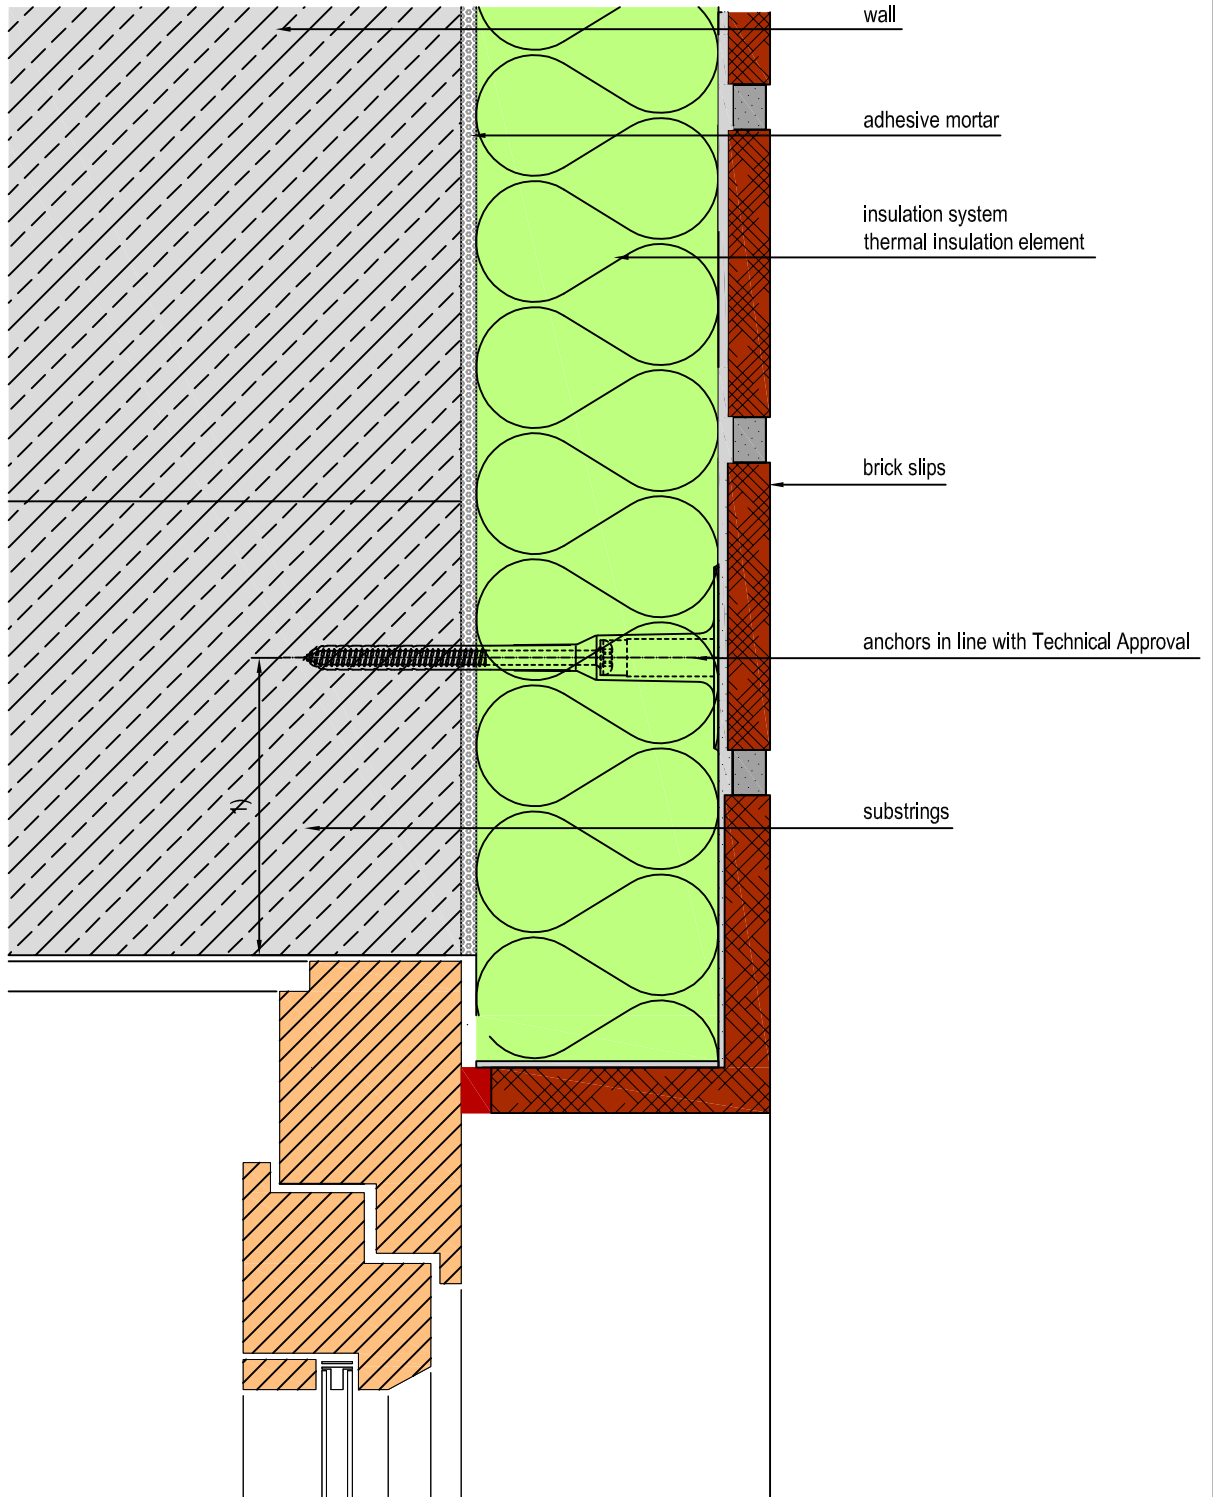 wall
adhesive mortar
insulation system
thermal insulation element
brick slips
anchors in line with Technical Approval
substrings